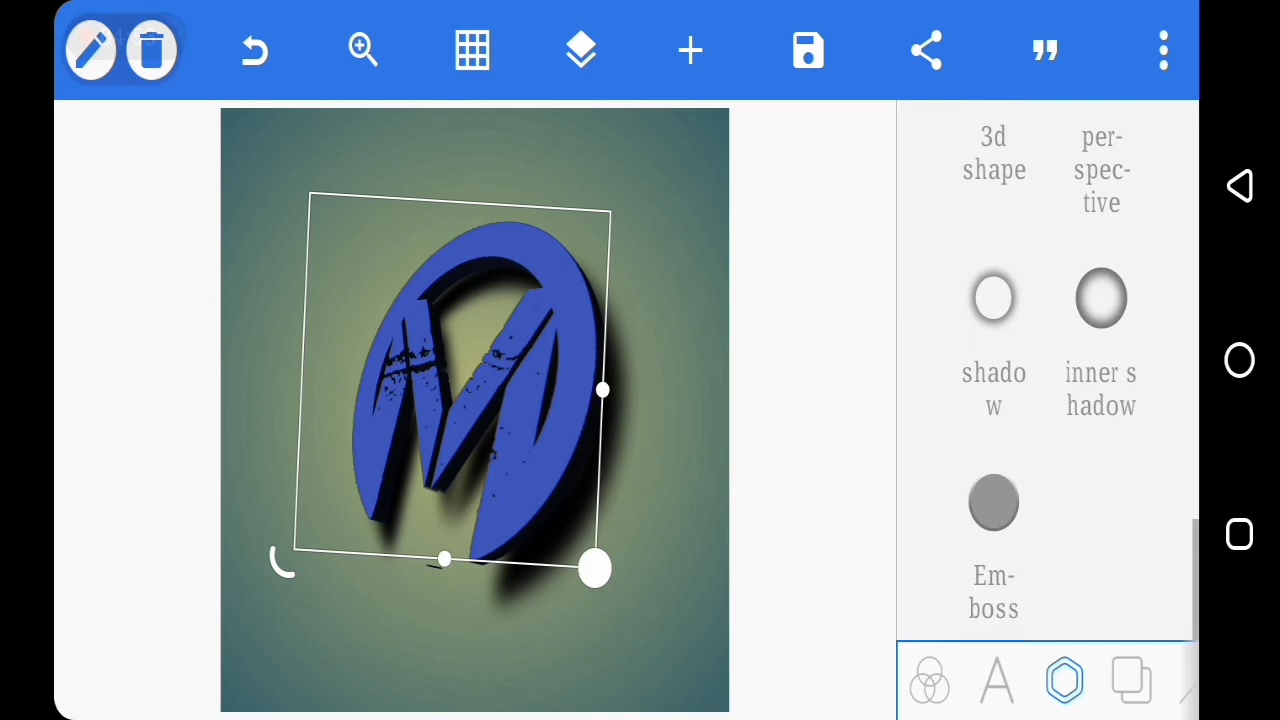 3d
shape
per-
spec-
tive
shado
w
inner s
hadow
Em-
boss
M